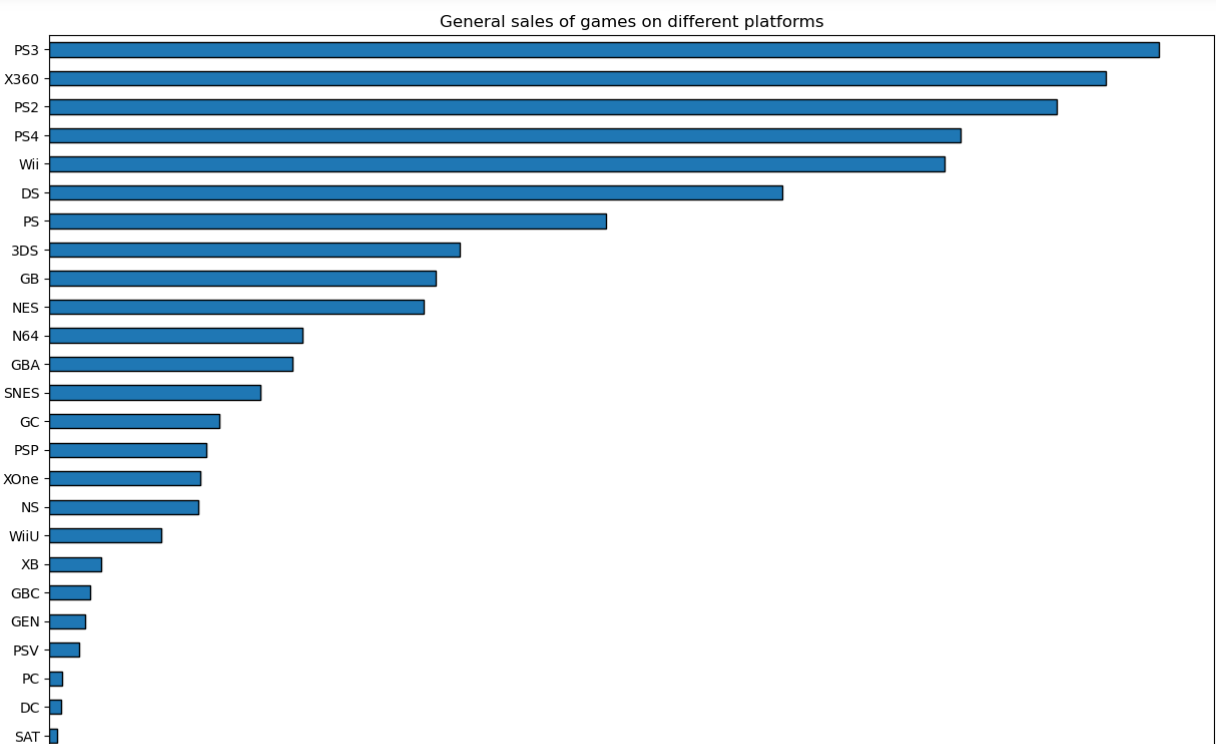 General sales of games on different platforms
PS3
X360
PS2
PS4
Wii
DS
PS
3DS
GB
NES
N64
GBA
SNES
GC
PSP
XOne
NS
WiiU
XB
GBC
GEN
PSV
PC
DC
SAT